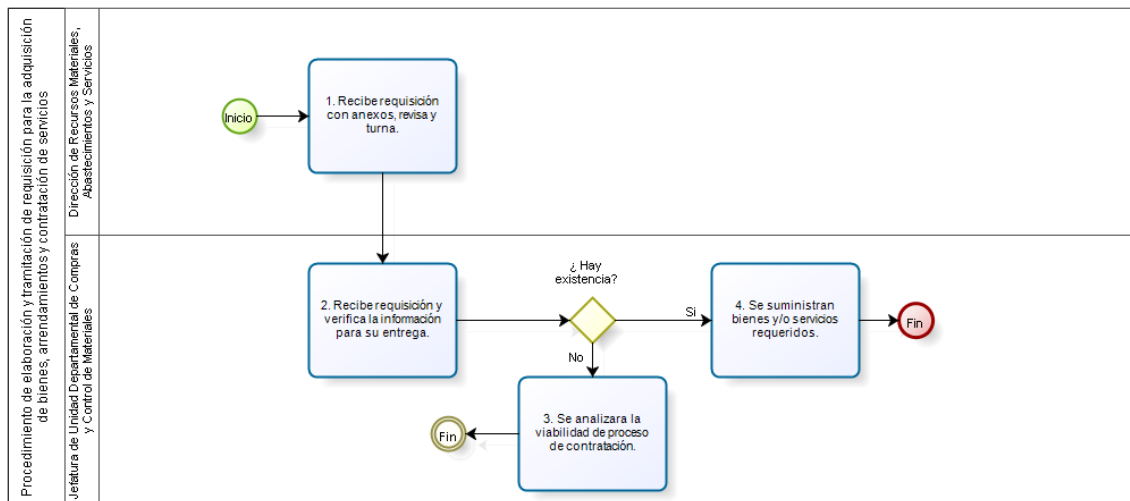 Procedimiento de elaboración y tramitación de requisición para la adquisición
de bienes, arrendamientos y contratación de servicios
Dirección de Recursos Materiales,
Abastecimientos y Servicios
Inicio
1. Recibe requisición
con anexos, revisa y
turna.
Jefatura de Unidad Departamental de Compras
y Control de Materiales
2. Recibe requisición y
verifica la información
para su entrega.
¿ Hay
existencia?
Si
4. Se suministran
bienes y/o servicios
requeridos.
Fin
No
3. Se analizara la
viabilidad de proceso
de contratación.
Fin